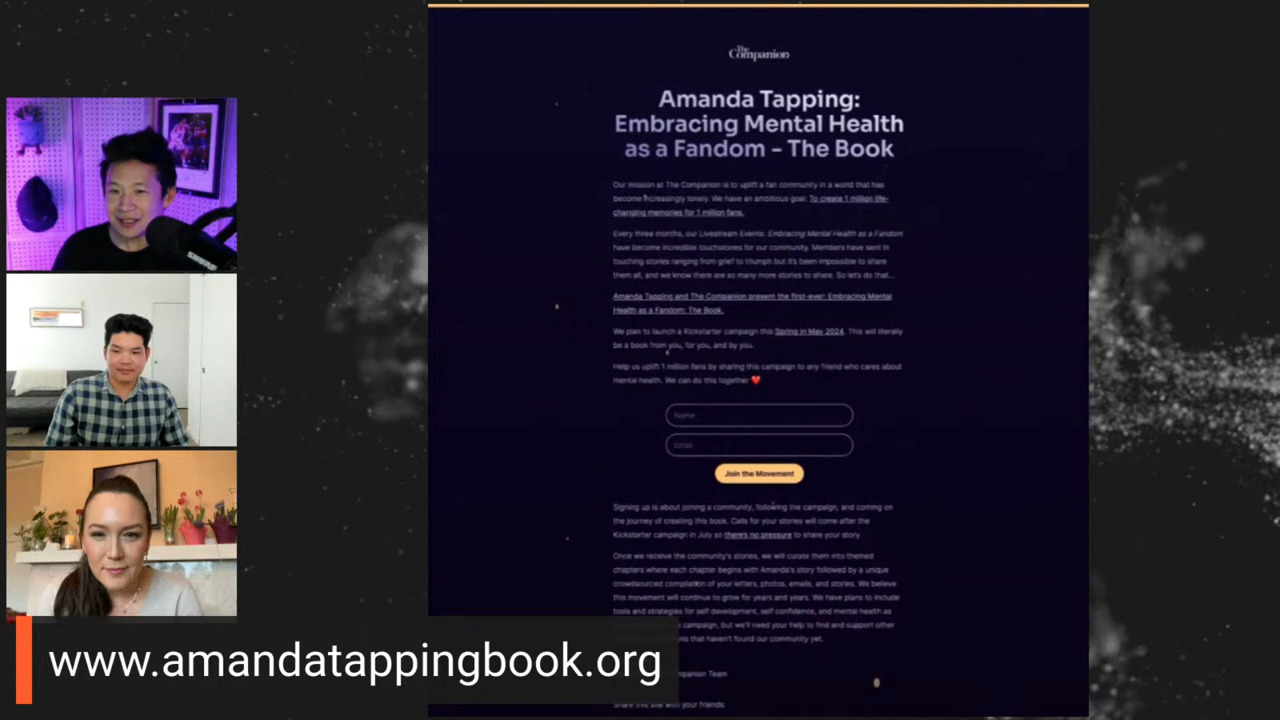 The
Companion
Amanda Tapping:
Embracing Mental Health
as a Fandom - The Book
Our mission at The Companion is to uplift a fan community in a world that has
become increasingly lonely. We have an ambitious goal: To create 1 million life-
changing memories for 1 million fans.
Every three months, our Livestream Events: Embracing Mental Health as a Fandom
have become incredible touchstones for our community. Members have sent in
touching stories ranging from grief to triumph but it's been impossible to share
them all, and we know there are so many more stories to share. So let's do that...
Amanda Tapping and The Companion present the first-ever: Embracing Mental
Health as a Fandom: The Book.
We plan to launch a Kickstarter campaign this Spring in May 2024. This will literally
be a book from you, for you, and by you.
Help us uplift 1 million fans by sharing this campaign to any friend who cares about
mental health. We can do this together ❤️
Name
Email
Join the Movement
Signing up is about joining a community, following the campaign, and coming on
the journey of creating this book. Calls for your stories will come after the
Kickstarter campaign in July so there's no pressure to share your story.
Once we receive the community's stories, we will curate them into themed
chapters where each chapter begins with Amanda's story followed by a unique
crowdsourced compilation of your letters, photos, emails, and stories. We believe
this movement will continue to grow for years and years. We have plans to include
tools and strategies for self development, self confidence, and mental health as
campaign, but we'll need your help to find and support other
that haven't found our community yet.
Team
Share this site with your friends:
SHURE
www.amandatappingbook.org